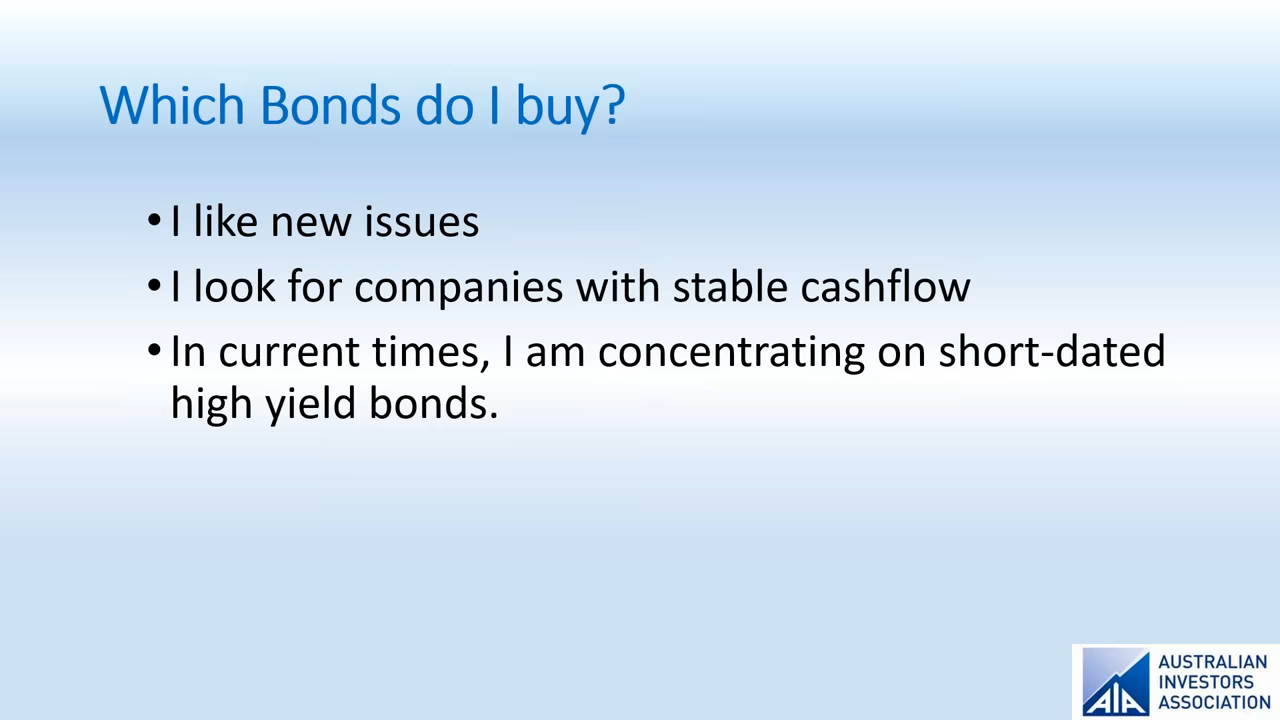 Which Bonds do I buy?
• I like new issues
• I look for companies with stable cashflow
• In current times, I am concentrating on short-dated
high yield bonds.
AIA
AUSTRALIAN
INVESTORS
ASSOCIATION